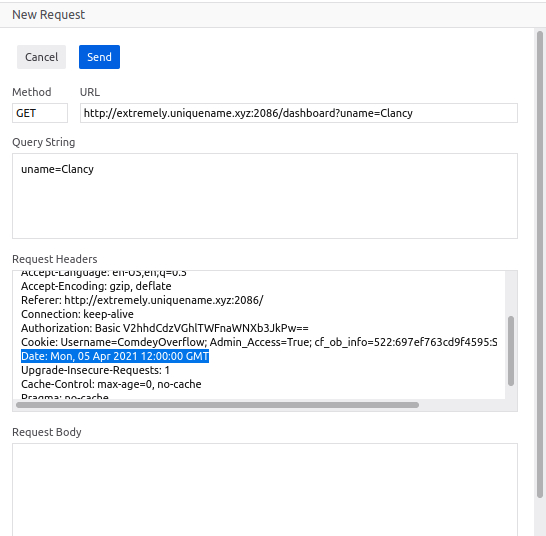 New Request
Cancel Send
Method URL
GET http://extremely.uniquename.xyz:2086/dashboard?uname=Clancy
Query String
uname=Clancy
Request Headers
Accept-Language: en-US,en;q=0.5
Accept-Encoding: gzip, deflate
Referer: http://extremely.uniquename.xyz:2086/
Connection: keep-alive
Authorization: Basic V2hhdCdzVGhlTWFnaWNXb3JkPw==
Cookie: Username=ComdeyOverflow; Admin_Access=True; cf_ob_info=522:697ef763cd9f4595:S
Date: Mon, 05 Apr 2021 12:00:00 GMT
Upgrade-Insecure-Requests: 1
Cache-Control: max-age=0, no-cache
Pragma: no-cache
Request Body